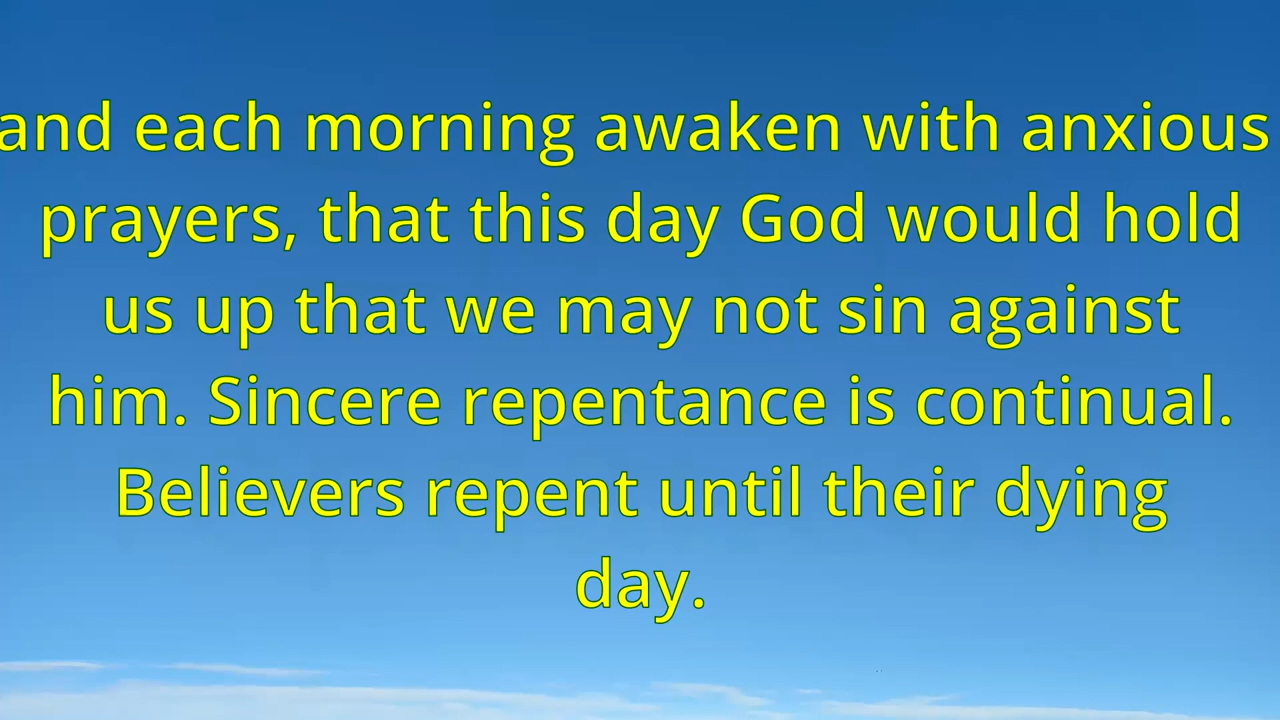 and each morning awaken with anxious
prayers, that this day God would hold
us up that we may not sin against
him. Sincere repentance is continual.
Believers repent until their dying
day.